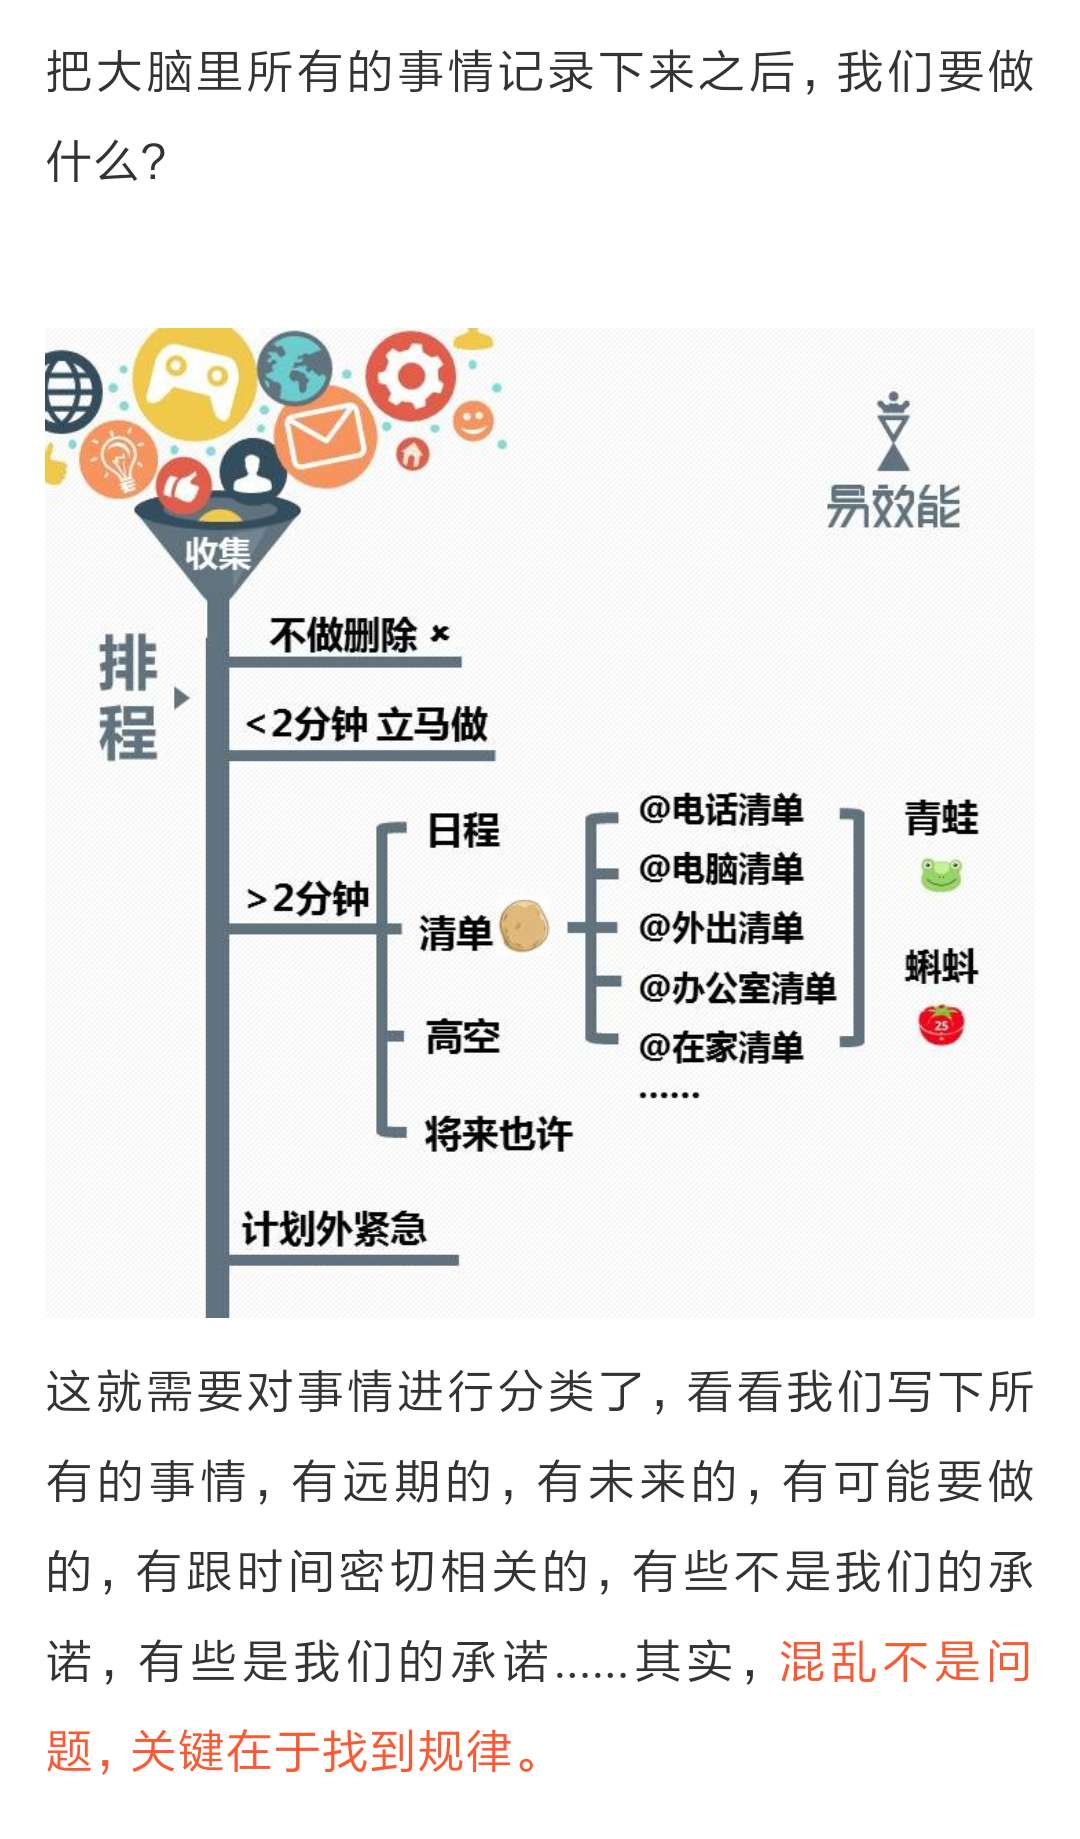 把大脑里所有的事情记录下来之后，我们要做
什么？
易效能
收集
排
程
不做删除 ×
<2分钟 立马做
>2分钟
日程
清单
高空
将来也许
@电话清单
@电脑清单
@外出清单
@办公室清单
@在家清单
……
青蛙
蝌蚪
25
计划外紧急
这就需要对事情进行分类了，看看我们写下所
有的事情，有远期的，有未来的，有可能要做
的，有跟时间密切相关的，有些不是我们的承
诺，有些是我们的承诺……其实，混乱不是问
题，关键在于找到规律。